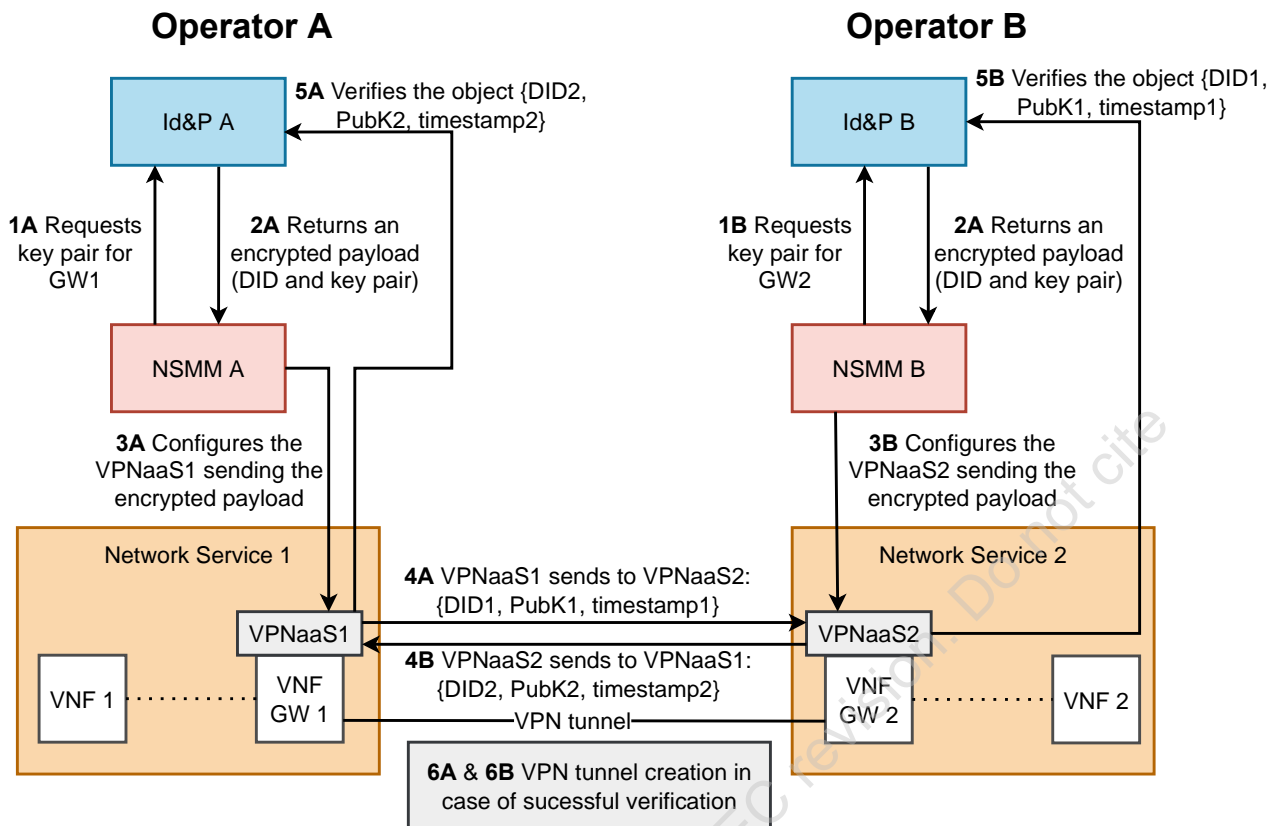 Operator A
Operator B
5A Verifies the object {DID2,
PubK2, timestamp2}
5B Verifies the object {DID1,
PubK1, timestamp1}
Id&P A
Id&P B
1A Requests
key pair for
GW1
2A Returns an
encrypted payload
(DID and key pair)
1B Requests
key pair for
GW2
2A Returns an
encrypted payload
(DID and key pair)
NSMM A
NSMM B
3A Configures the
VPNaaS1 sending the
encrypted payload
3B Configures the
VPNaaS2 sending the
encrypted payload
Network Service 1
Network Service 2
4A VPNaaS1 sends to VPNaaS2:
{DID1, PubK1, timestamp1}
VPNaaS1
VPNaaS2
4B VPNaaS2 sends to VPNaaS1:
{DID2, PubK2, timestamp2}
VNF 1
VNF
GW 1
VNF
GW 2
VNF 2
VPN tunnel
6A & 6B VPN tunnel creation in
case of sucessful verification
revision. Do not cite